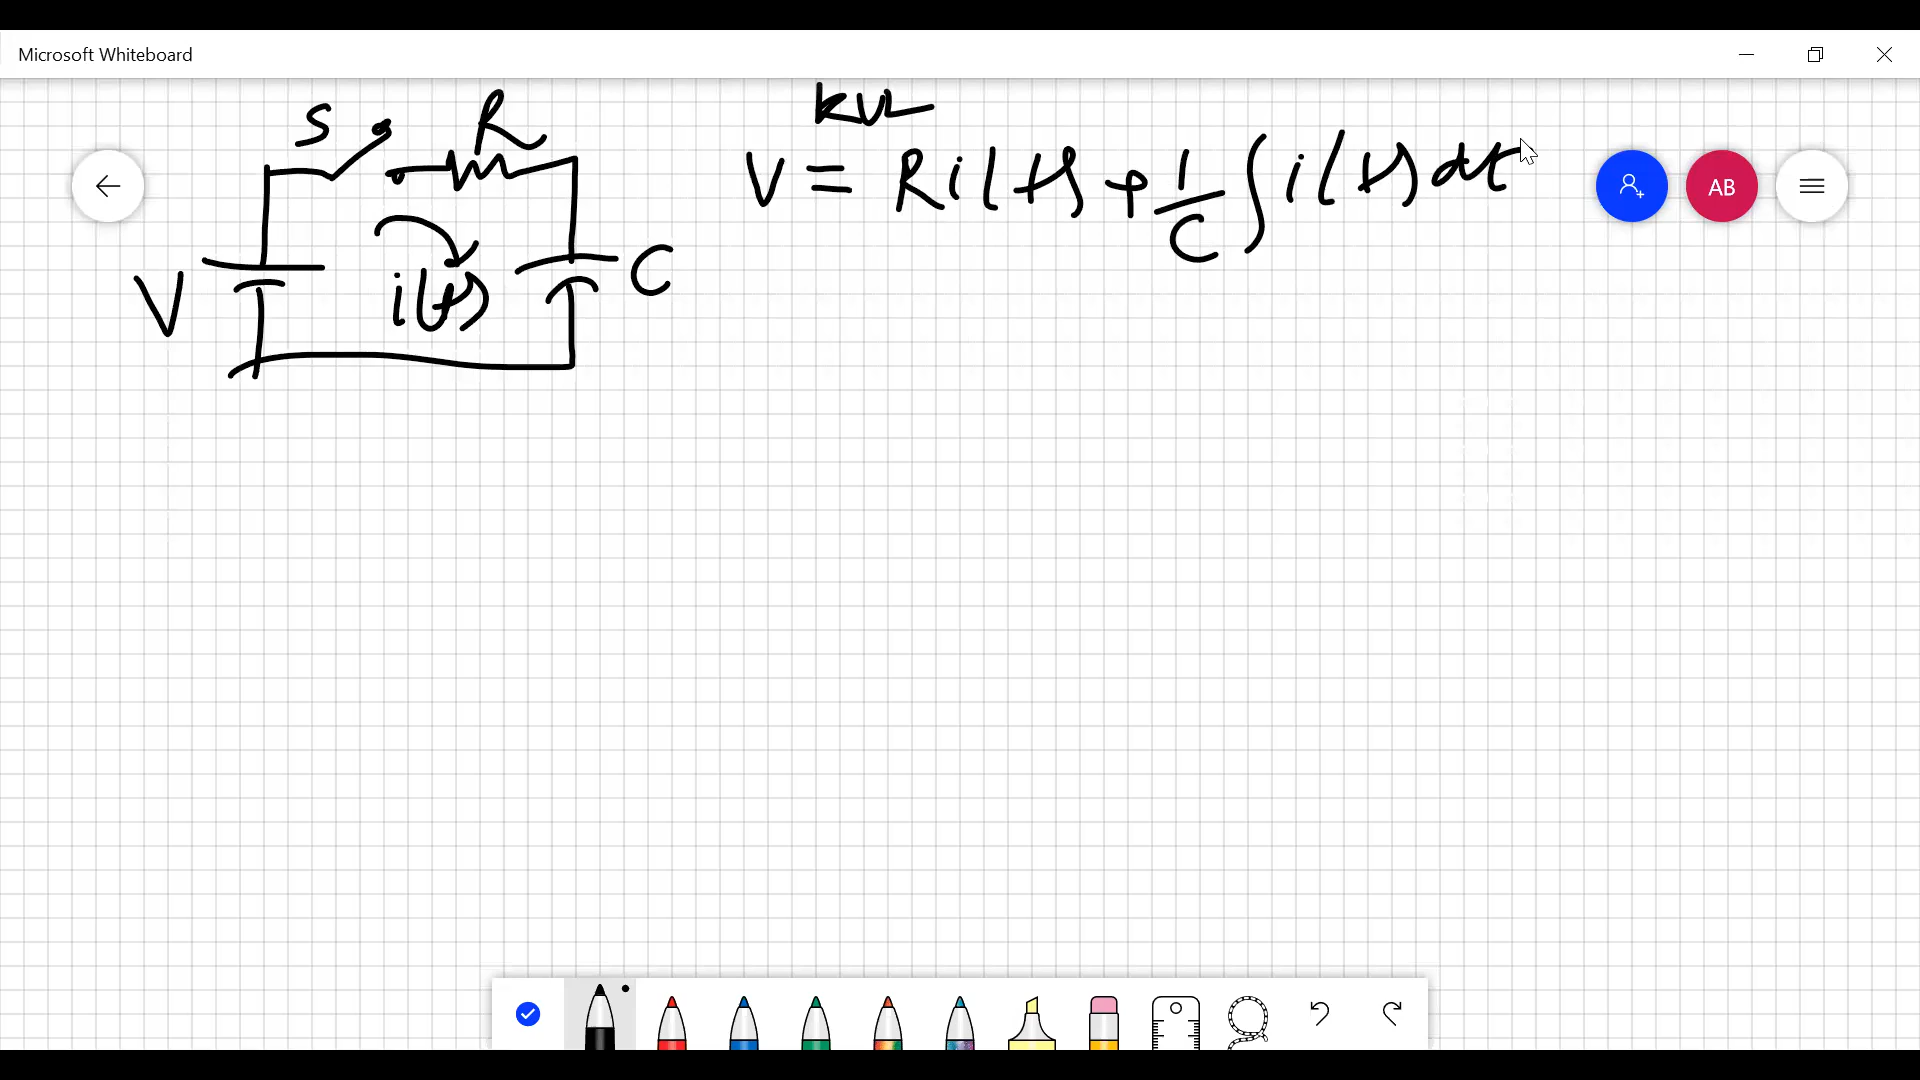 Microsoft Whiteboard
KVL
S R
V = Ri(t) + 1/C ∫ i(t) dt
AB
V i(t) C